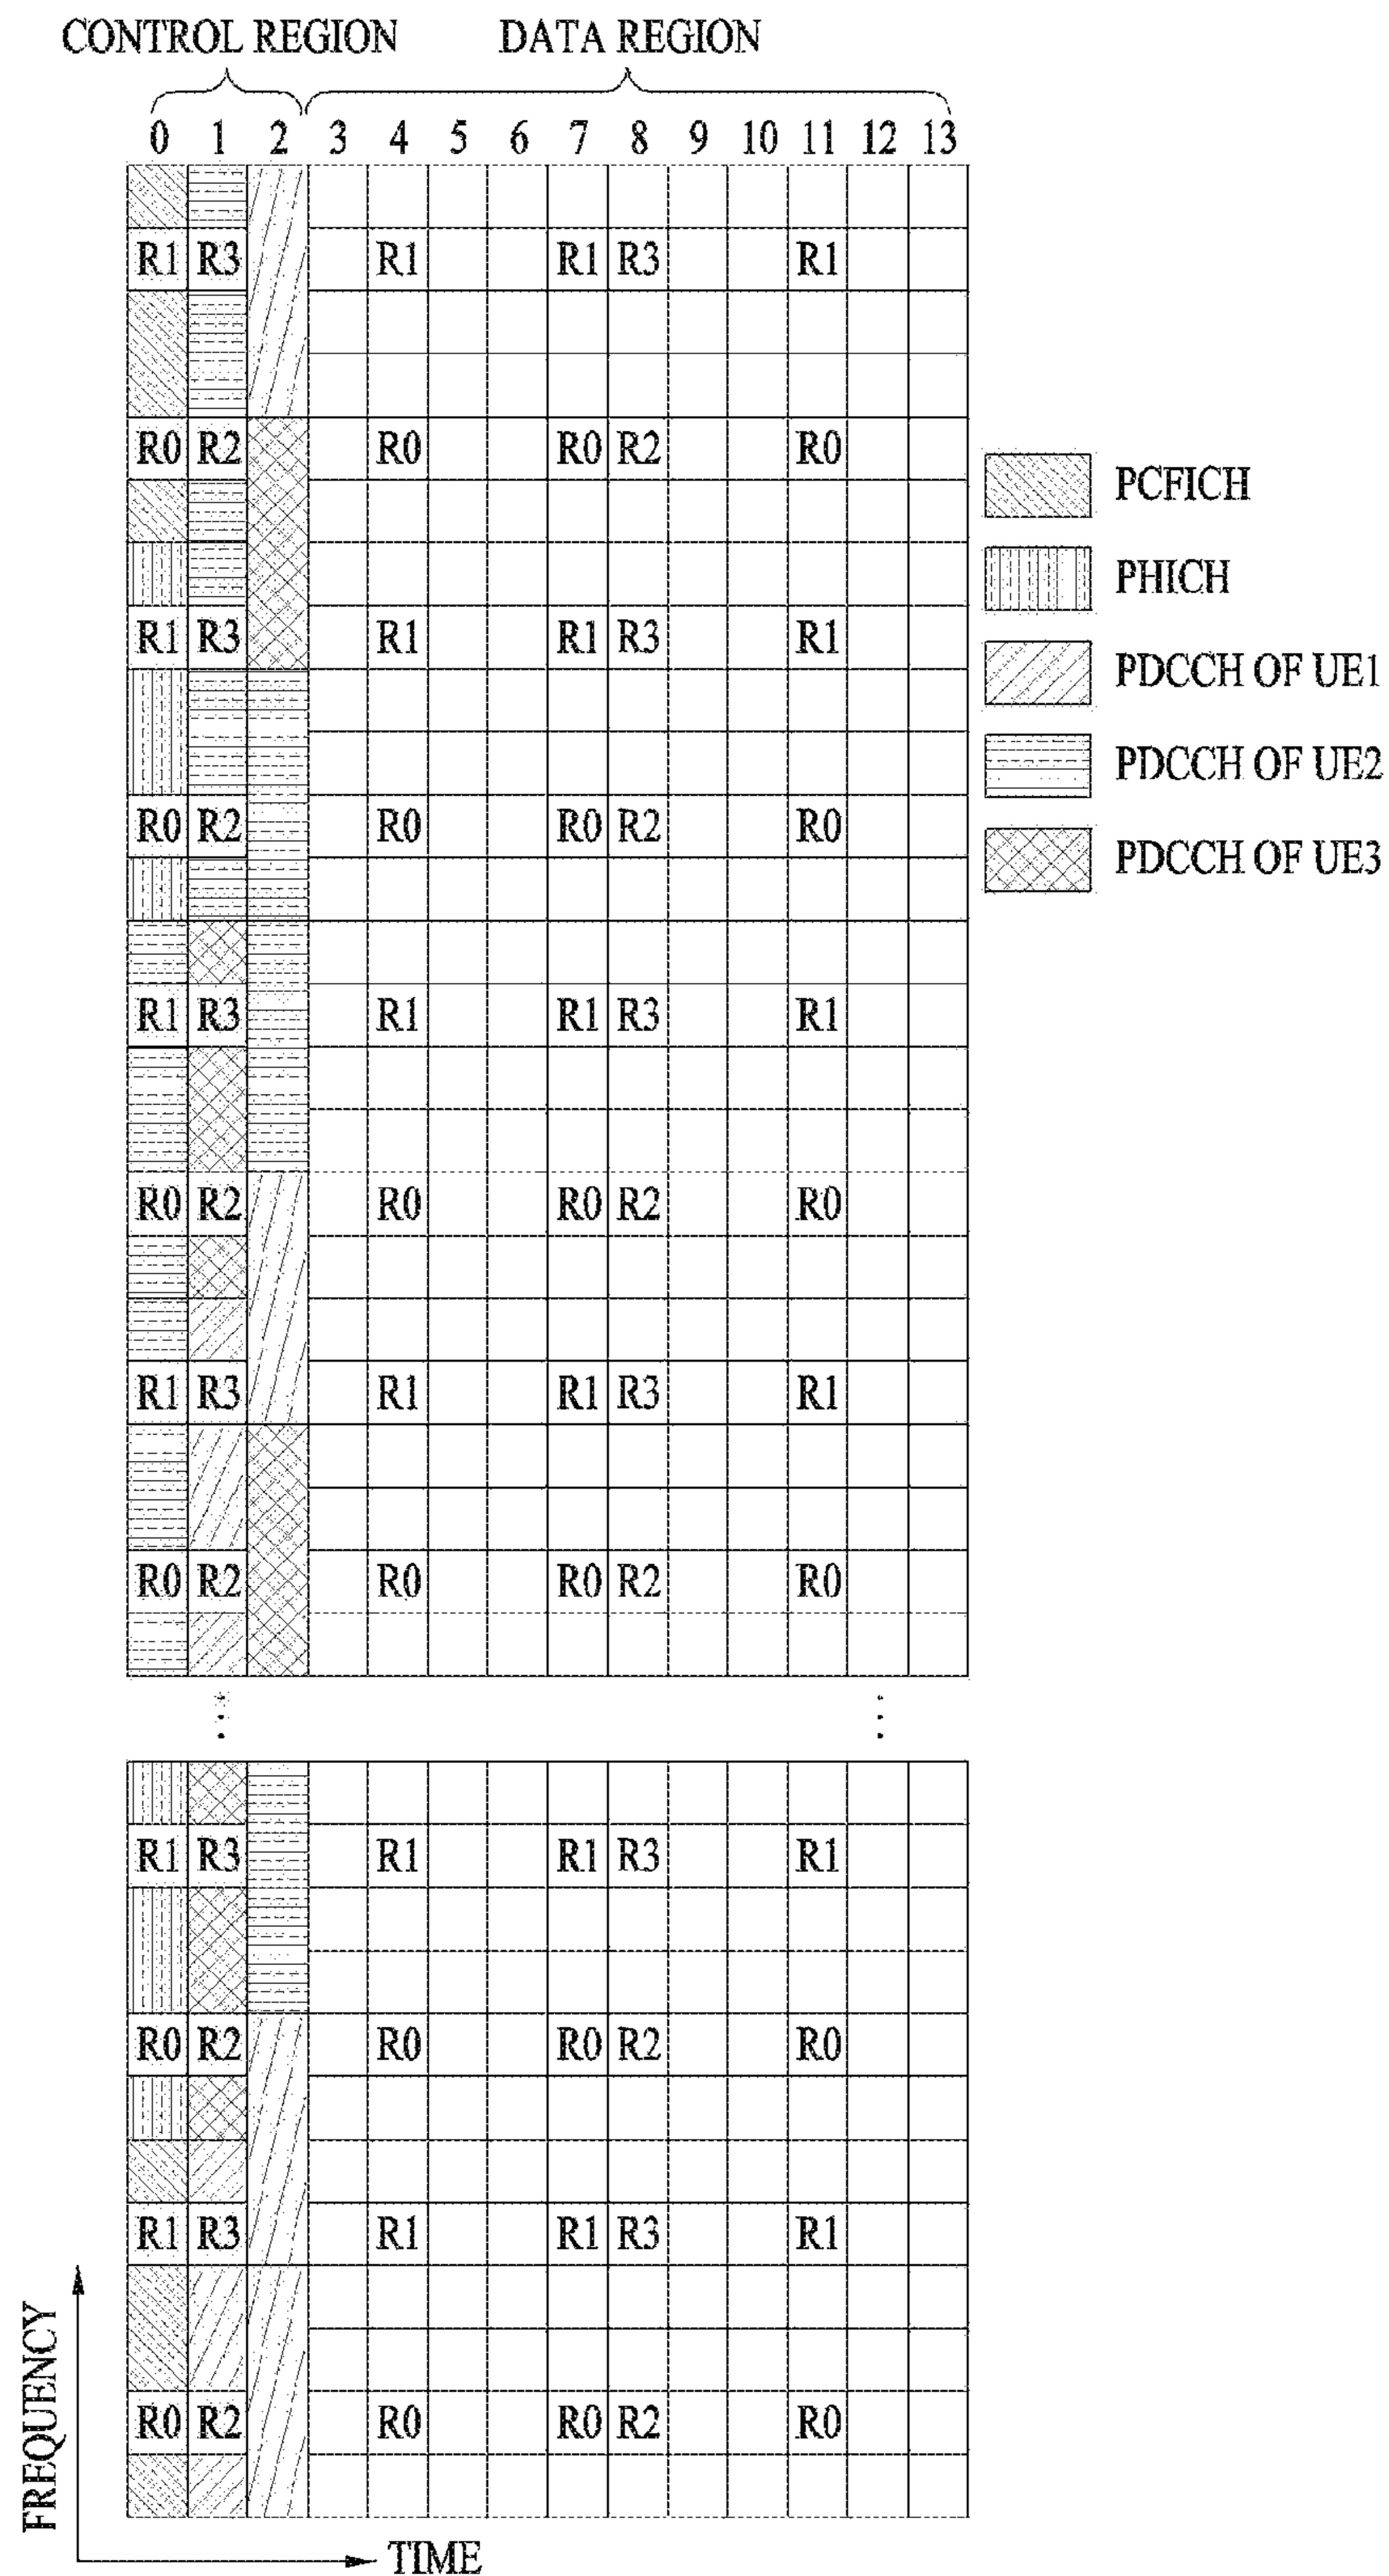 CONTROL REGION DATA REGION
0 1 2 3 4 5 6 7 8 9 10 11 12 13
R1 R3 R1 R1 R3 R1
R0 R2 R0 R0 R2 R0
PCFICH
PHICH
R1 R3 R1 R1 R3 R1
PDCCH OF UE1
PDCCH OF UE2
R0 R2 R0 R0 R2 R0
PDCCH OF UE3
R1 R3 R1 R1 R3 R1
R0 R2 R0 R0 R2 R0
R1 R3 R1 R1 R3 R1
R0 R2 R0 R0 R2 R0
R1 R3 R1 R1 R3 R1
R0 R2 R0 R0 R2 R0
R1 R3 R1 R1 R3 R1
R0 R2 R0 R0 R2 R0
FREQUENCY
TIME